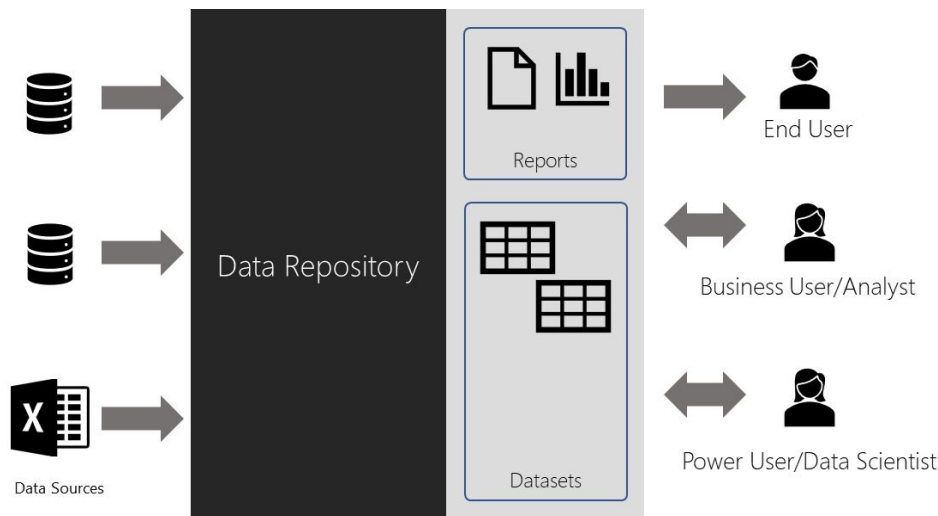 Data Repository
Reports
Datasets
End User
Business User/Analyst
Power User/Data Scientist
X
Data Sources